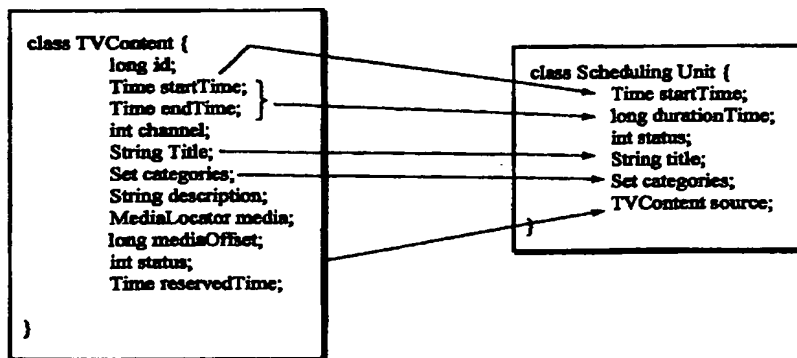 class TVContent {
long id;
Time startTime;
Time endTime;
int channel;
String Title;
Set categories;
String description;
MediaLocator media;
long mediaOffset;
int status;
Time reservedTime;
}
class Scheduling Unit {
Time startTime;
long durationTime;
int status;
String title;
Set categories;
TVContent source;
}